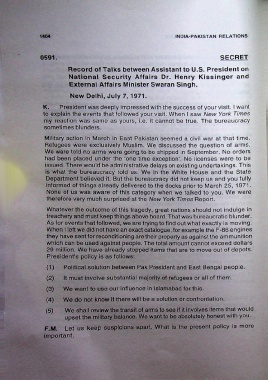 INDIA-PAKISTAN RELATIONS
0591. SECRET
Record of Talks between Assistant to U.S. President on
National Security Affairs Dr. Henry Kissinger and
External Affairs Minister Swaran Singh.
New Delhi, July 7, 1971.
K. President was deeply impressed with the success of your visit. I want
to explain the events that followed your visit. When I saw New York Times
my reaction was same as yours, i.e. it cannot be true. The bureaucracy
sometimes blunders.
Military action in March in East Pakistan seemed a civil war at that time.
Refugees were exclusively Muslim. We discussed the question of arms.
We were told no arms were going to be shipped in September. No orders
had been placed under the 'one time exception'. No licenses were to be
issued. There would be administrative delays on existing undertakings. This
is what the bureaucracy told us. We in the White House and the State
Department believed it. But the bureaucracy did not keep us and you fully
informed of things already delivered to the docks prior to March 25, 1971.
None of us was aware of this category when we talked to you. We were
therefore very much surprised at the New York Times Report.
Whatever the outcome of this tragedy, great nations should not indulge in
treachery and must keep things above board. That was bureaucratic blunder.
As for events that followed, we are trying to find out what exactly is moving.
When I left we did not have an exact catalogue, for example the F-86 engines
they have sent for reconditioning are their property as against the ammunition
which can be used against people. The total amount cannot exceed dollars
29 million. We have already stopped items that are to move out of depots.
President's policy is as follows:
(1) Political solution between Pak President and East Bengal people.
(2) It must involve substantial majority of refugees or all of them.
(3) We want to use our influence in Islamabad for this.
(4) We do not know if there will be a solution or confrontation.
(5) We shall review the transit of arms to see if it involves items that would
upset the military balance. We want to be absolutely honest with you.
F.M. Let us keep suspicions apart. What is the present policy is more
important.